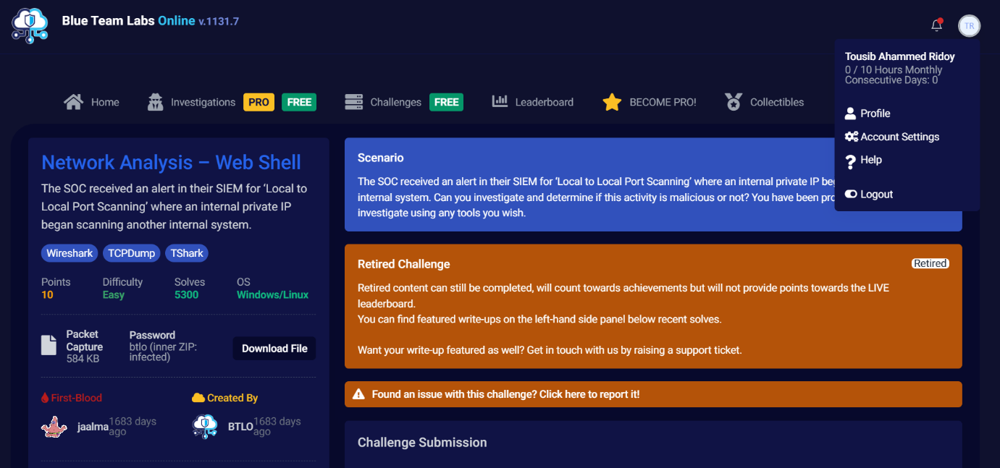 Blue Team Labs Online v.1131.7
TR
Tousib Ahammed Ridoy
0 / 10 Hours Monthly
Consecutive Days: 0
Profile
Account Settings
Help
Logout
Home
Investigations PRO FREE
Challenges FREE
Leaderboard
BECOME PRO!
Collectibles
Network Analysis – Web Shell
The SOC received an alert in their SIEM for ‘Local to
Local Port Scanning’ where an internal private IP
began scanning another internal system.
Wireshark TCPDump TShark
Points Difficulty Solves OS
10 Easy 5300 Windows/Linux
Packet
Capture
584 KB
Password
btlo (inner ZIP:
infected)
Download File
First-Blood
jaalma 1683 days
ago
Created By
BTLO 1683 days
ago
Scenario
The SOC received an alert in their SIEM for ‘Local to Local Port Scanning’ where an internal private IP
internal system. Can you investigate and determine if this activity is malicious or not? You have been
investigate using any tools you wish.
Retired Challenge
Retired
Retired content can still be completed, will count towards achievements but will not provide points towards the LIVE
leaderboard.
You can find featured write-ups on the left-hand side panel below recent solves.
Want your write-up featured as well? Get in touch with us by raising a support ticket.
Found an issue with this challenge? Click here to report it!
Challenge Submission